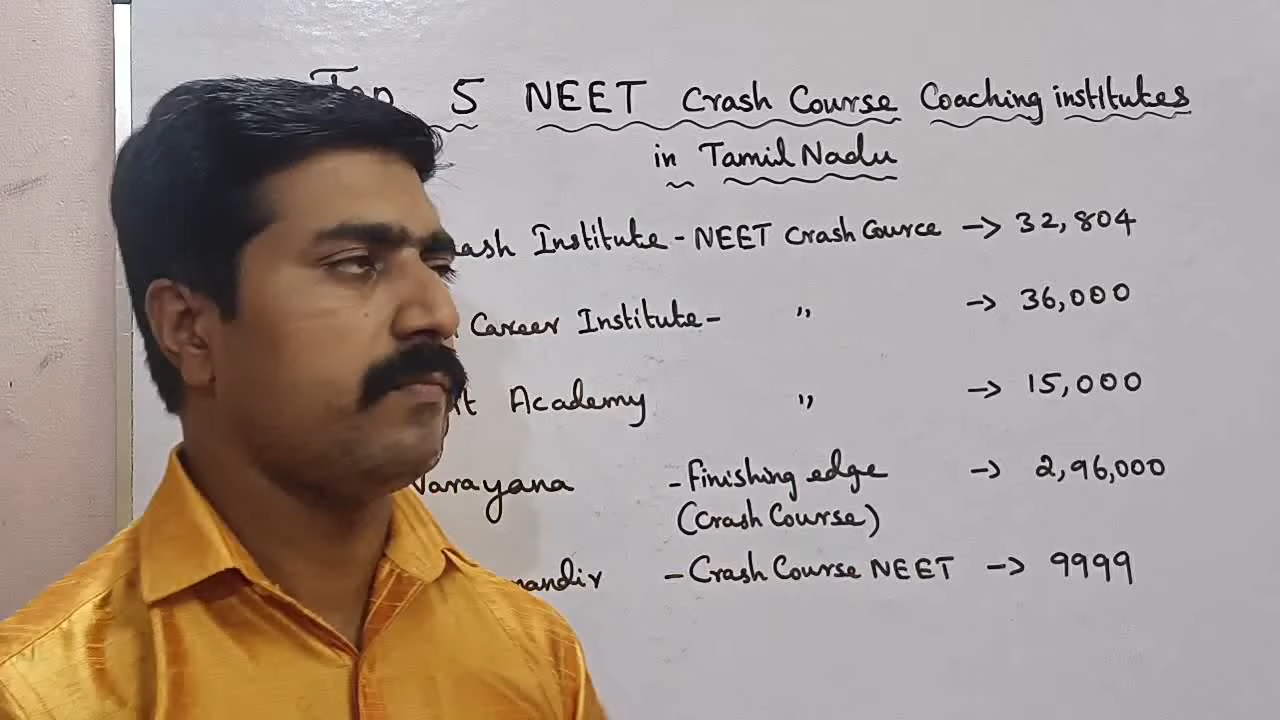 Top 5 NEET Crash Course Coaching institutes
in Tamil Nadu
Institute - NEET Crash Cource -> 32,804
Career Institute - " -> 36,000
Academy " -> 15,000
Narayana - Finishing edge -> 2,96,000
(Crash Course)
- Crash Course NEET -> 9999